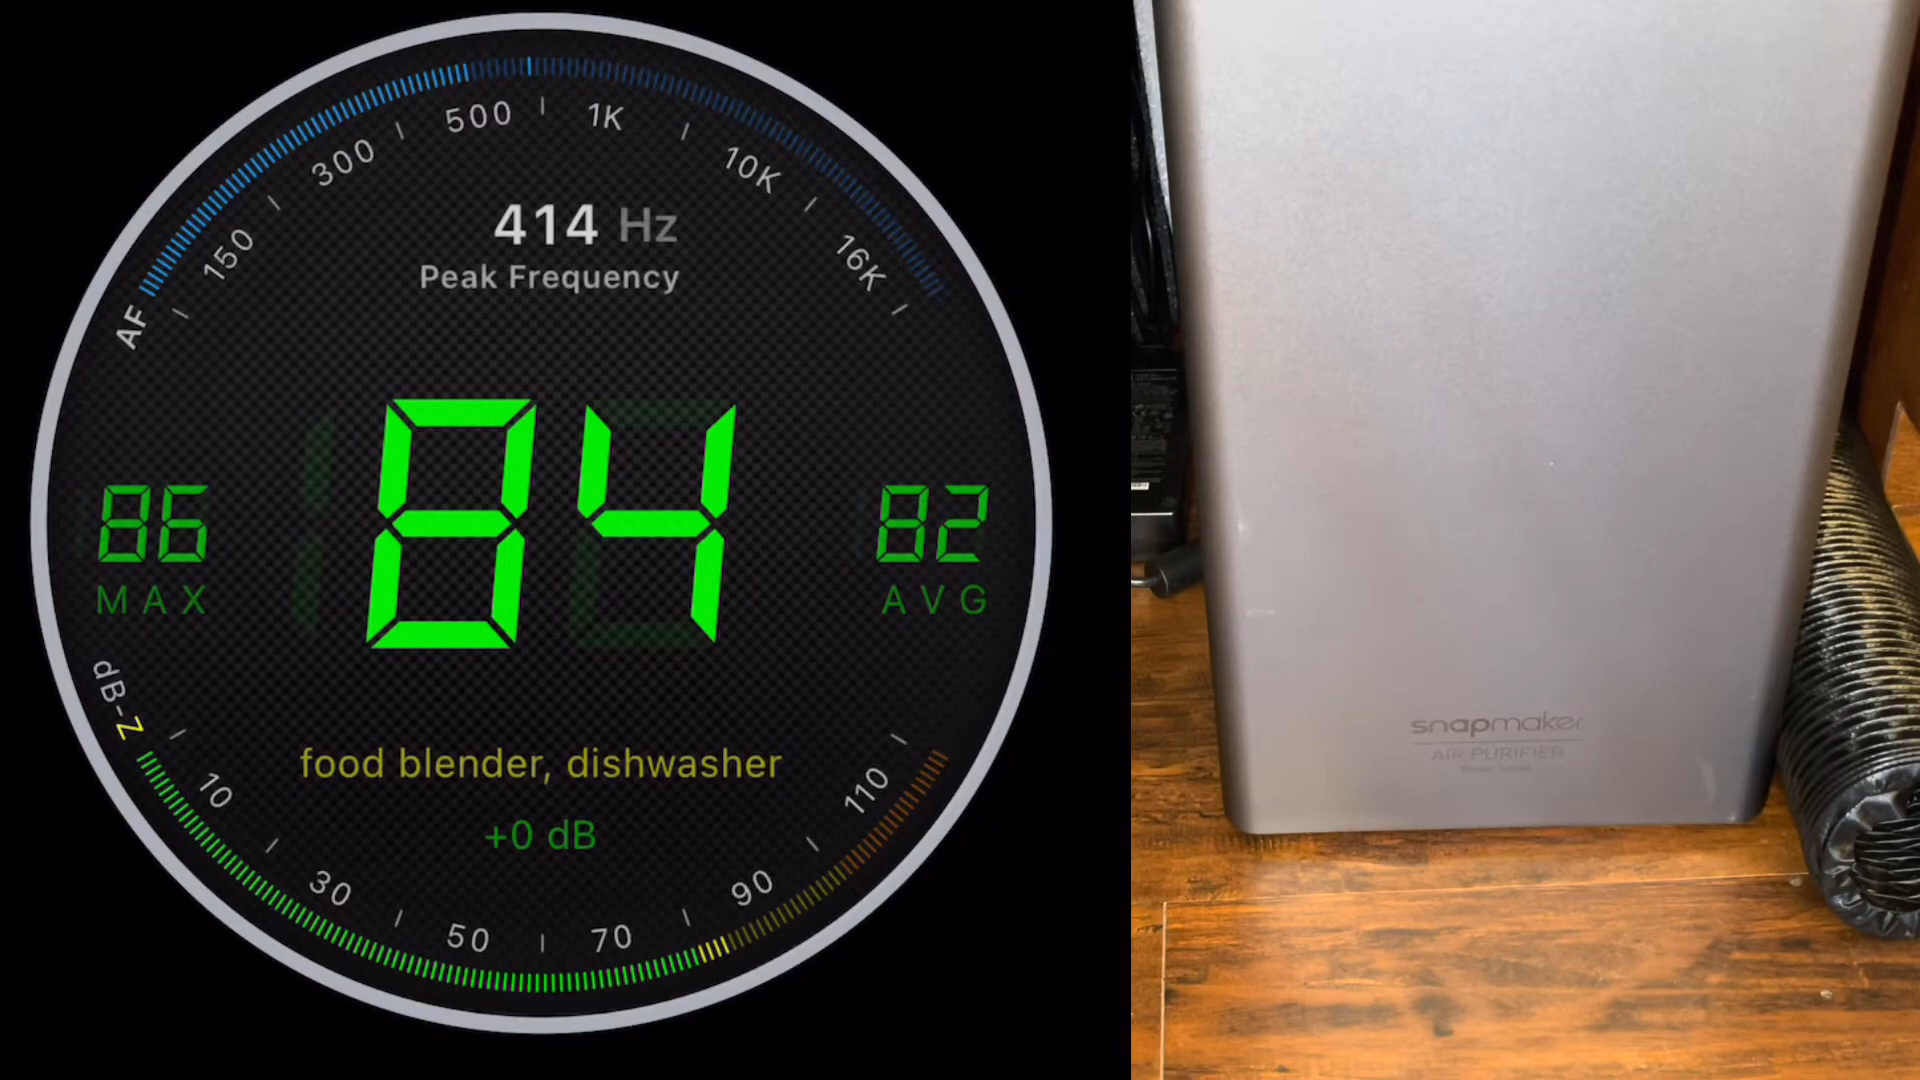 500
1K
300
10K
150
16K
AF
414 Hz
Peak Frequency
84
86
MAX
82
AVG
dB-Z
food blender, dishwasher
+0 dB
10
30
50
70
90
110
snapmaker
AIR PURIFIER